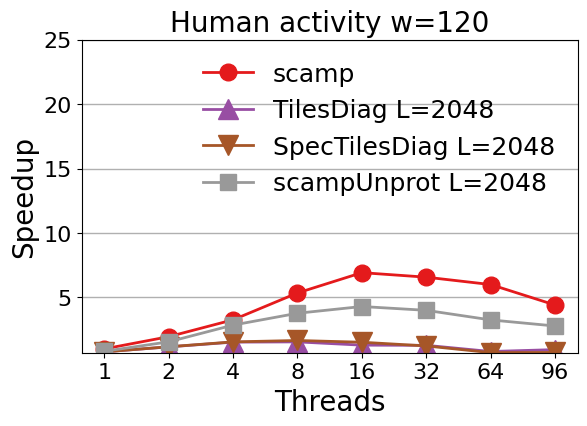 Human activity w=120
25
20
15
10
5
Speedup
scamp
TilesDiag L=2048
SpecTilesDiag L=2048
scampUnprot L=2048
1 2 4 8 16 32 64 96
Threads